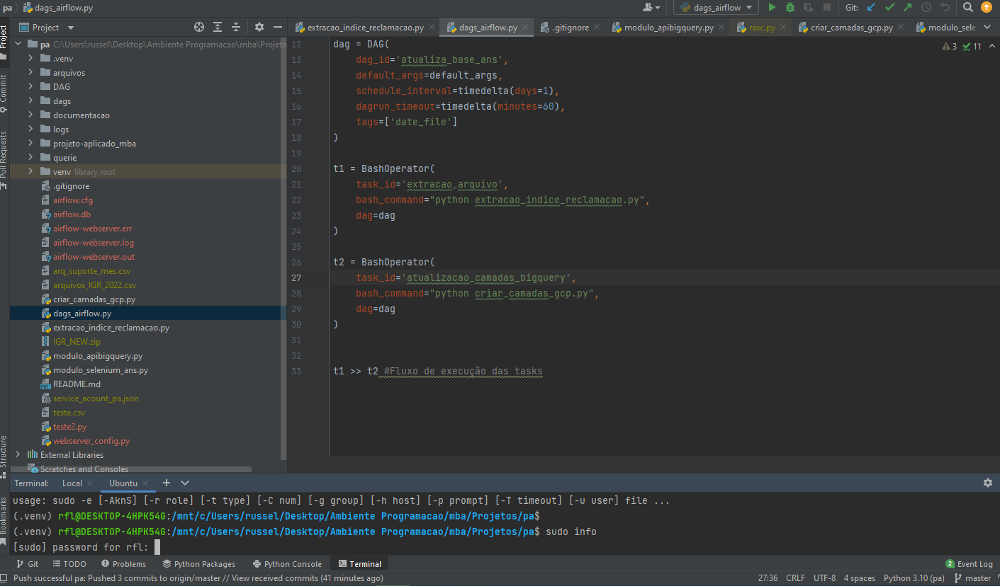 pa dags_airflow.py
dags_airflow
Git:
Project
extracao_indice_reclamacao.py
dags_airflow.py
.gitignore
modulo_apibigquery.py
rasc.py
criar_camadas_gcp.py
modulo_sele
Project
Commit
Pull Requests
Structure
Bookmarks
pa C:\Users\russel\Desktop\Ambiente Programacao\mba\Projeto
.venv
arquivos
DAG
dags
documentacao
logs
projeto-aplicado_mba
querie
venv library root
.gitignore
airflow.cfg
airflow.db
airflow-webserver.err
airflow-webserver.log
airflow-webserver.out
arq_suporte_mes.csv
arquivos_IGR_2022.csv
criar_camadas_gcp.py
dags_airflow.py
extracao_indice_reclamacao.py
IGR_NEW.zip
modulo_apibigquery.py
modulo_selenium_ans.py
README.md
service_acount_pa.json
teste.csv
teste2.py
webserver_config.py
External Libraries
Scratches and Consoles
3 11
12 dag = DAG(
13 dag_id='atualiza_base_ans',
14 default_args=default_args,
15 schedule_interval=timedelta(days=1),
16 dagrun_timeout=timedelta(minutes=60),
17 tags=['date_file']
18 )
19
20 t1 = BashOperator(
21 task_id='extracao_arquivo',
22 bash_command="python extracao_indice_reclamacao.py",
23 dag=dag
24 )
25
26 t2 = BashOperator(
27 task_id='atualizacao_camadas_bigquery',
28 bash_command="python criar_camadas_gcp.py",
29 dag=dag
30 )
31
32
33 t1 >> t2 #Fluxo de execução das tasks
Terminal: Local Ubuntu
usage: sudo -e [-AknS] [-r role] [-t type] [-C num] [-g group] [-h host] [-p prompt] [-T timeout] [-u user] file ...
(.venv) rfl@DESKTOP-4HPK54G:/mnt/c/Users/russel/Desktop/Ambiente Programacao/mba/Projetos/pa$
(.venv) rfl@DESKTOP-4HPK54G:/mnt/c/Users/russel/Desktop/Ambiente Programacao/mba/Projetos/pa$ sudo info
[sudo] password for rfl:
Git TODO Problems Python Packages Python Console Terminal 2 Event Log
Push successful pa: Pushed 3 commits to origin/master // View received commits (41 minutes ago) 27:36 CRLF UTF-8 4 spaces Python 3.10 (pa) master